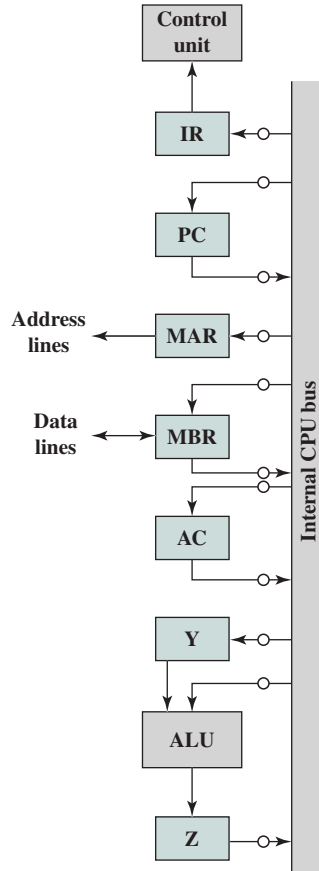 Control
unit
IR
PC
Address
lines
MAR
Data
lines
MBR
AC
Y
ALU
Z
Internal CPU bus